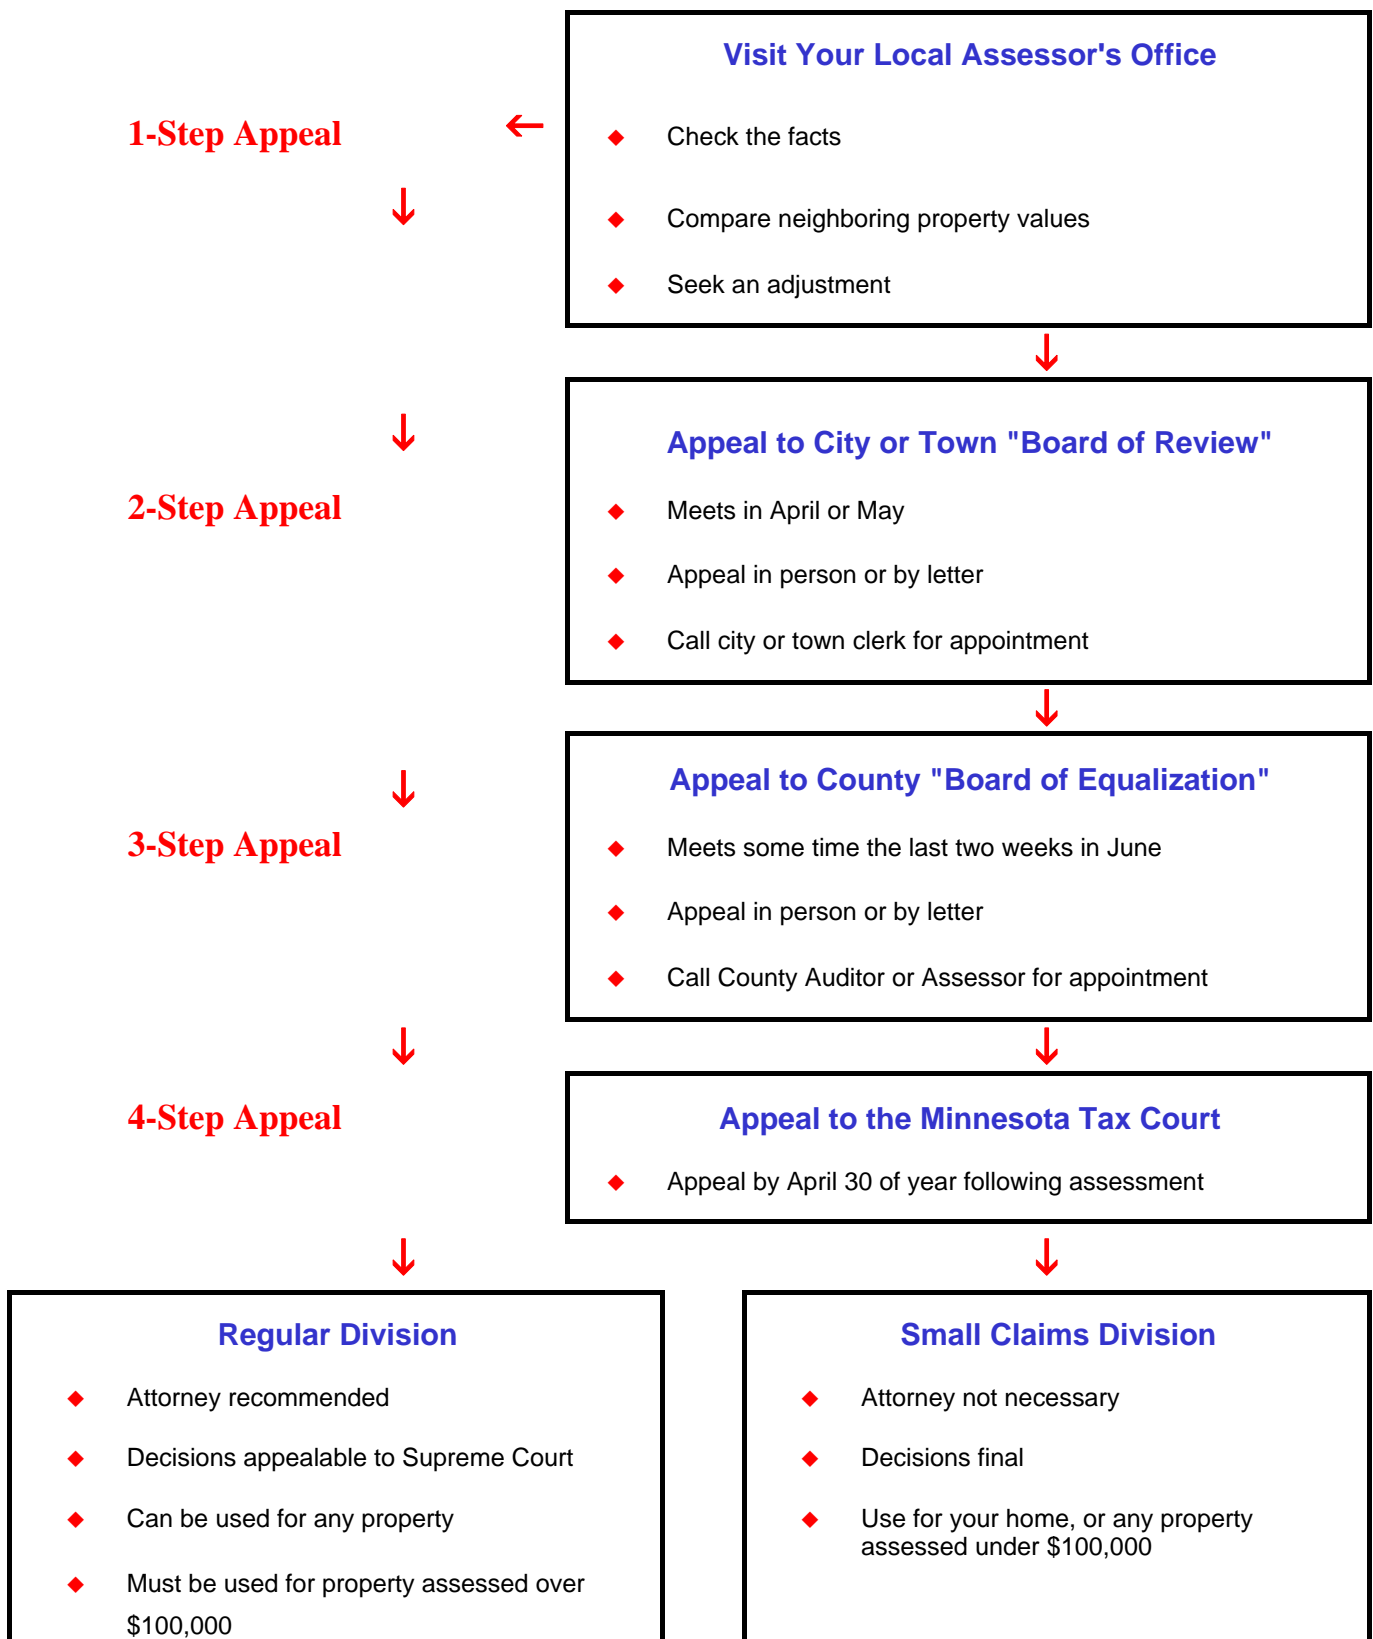 Visit Your Local Assessor's Office
1-Step Appeal ←
◆ Check the facts
↓
◆ Compare neighboring property values
◆ Seek an adjustment
↓
↓
Appeal to City or Town "Board of Review"
2-Step Appeal
◆ Meets in April or May
◆ Appeal in person or by letter
◆ Call city or town clerk for appointment
↓
Appeal to County "Board of Equalization"
↓
3-Step Appeal
◆ Meets some time the last two weeks in June
◆ Appeal in person or by letter
◆ Call County Auditor or Assessor for appointment
↓ ↓
4-Step Appeal
Appeal to the Minnesota Tax Court
◆ Appeal by April 30 of year following assessment
↓ ↓
Regular Division
◆ Attorney recommended
◆ Decisions appealable to Supreme Court
◆ Can be used for any property
◆ Must be used for property assessed over
$100,000
Small Claims Division
◆ Attorney not necessary
◆ Decisions final
◆ Use for your home, or any property
assessed under $100,000